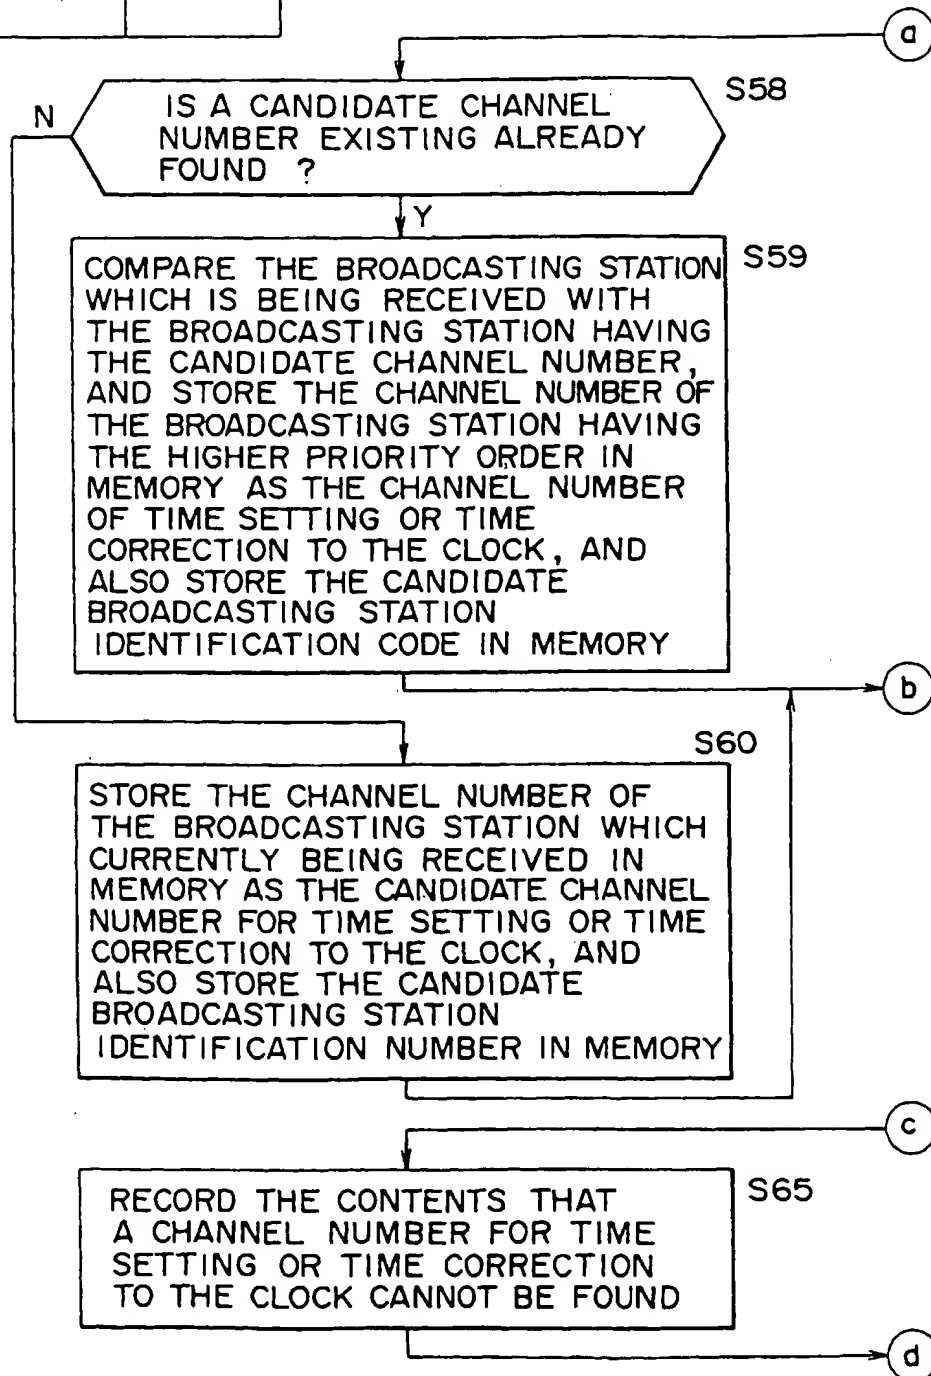 a
S58
N
IS A CANDIDATE CHANNEL
NUMBER EXISTING ALREADY
FOUND ?
Y
S59
COMPARE THE BROADCASTING STATION
WHICH IS BEING RECEIVED WITH
THE BROADCASTING STATION HAVING
THE CANDIDATE CHANNEL NUMBER,
AND STORE THE CHANNEL NUMBER OF
THE BROADCASTING STATION HAVING
THE HIGHER PRIORITY ORDER IN
MEMORY AS THE CHANNEL NUMBER
OF TIME SETTING OR TIME
CORRECTION TO THE CLOCK, AND
ALSO STORE THE CANDIDATE
BROADCASTING STATION
IDENTIFICATION CODE IN MEMORY
b
S60
STORE THE CHANNEL NUMBER OF
THE BROADCASTING STATION WHICH
CURRENTLY BEING RECEIVED IN
MEMORY AS THE CANDIDATE CHANNEL
NUMBER FOR TIME SETTING OR TIME
CORRECTION TO THE CLOCK, AND
ALSO STORE THE CANDIDATE
BROADCASTING STATION
IDENTIFICATION NUMBER IN MEMORY
c
S65
RECORD THE CONTENTS THAT
A CHANNEL NUMBER FOR TIME
SETTING OR TIME CORRECTION
TO THE CLOCK CANNOT BE FOUND
d